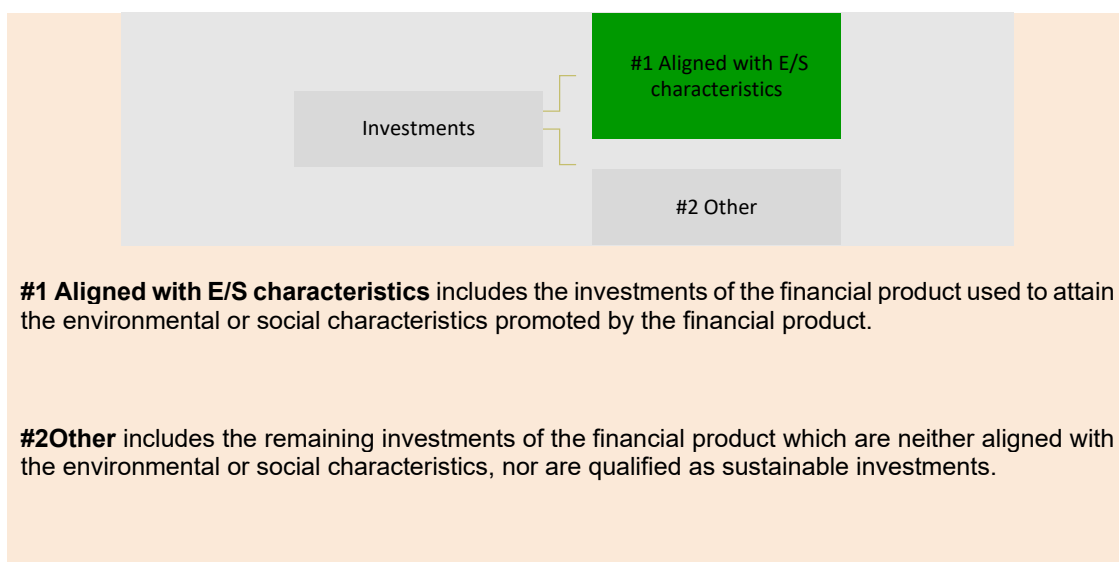 #1 Aligned with E/S
characteristics
Investments
#2 Other
#1 Aligned with E/S characteristics includes the investments of the financial product used to attain
the environmental or social characteristics promoted by the financial product.
#2Other includes the remaining investments of the financial product which are neither aligned with
the environmental or social characteristics, nor are qualified as sustainable investments.